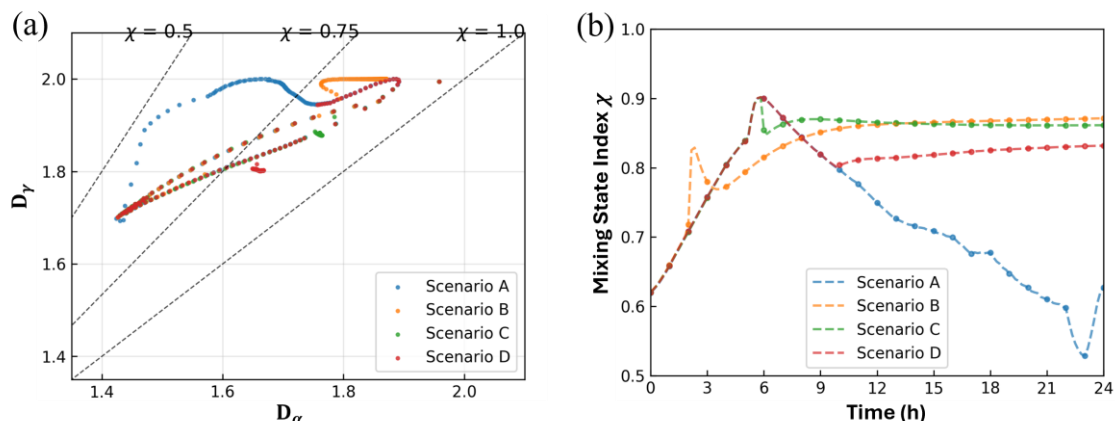 (a)
χ = 0.5
χ = 0.75
χ = 1.0
2.0
1.8
1.6
1.4
Dγ
1.4
1.6
1.8
2.0
Dα
Scenario A
Scenario B
Scenario C
Scenario D
(b)
1.0
0.9
0.8
0.7
0.6
0.5
Mixing State Index χ
0
3
6
9
12
15
18
21
24
Time (h)
Scenario A
Scenario B
Scenario C
Scenario D